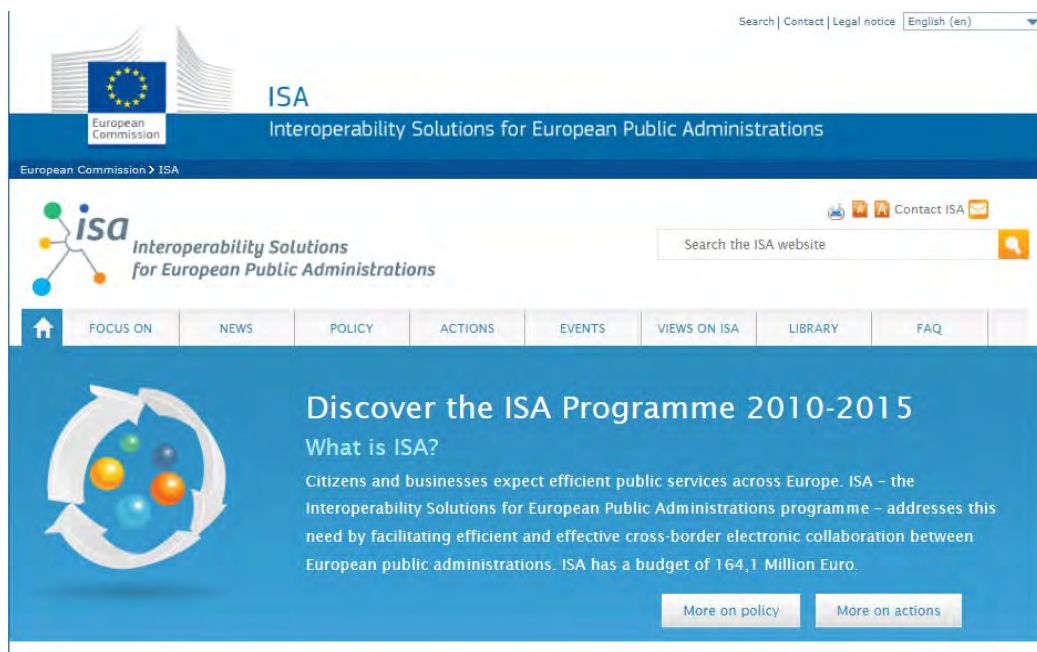 Search | Contact | Legal notice English (en)
European
Commission
ISA
Interoperability Solutions for European Public Administrations
European Commission > ISA
isa
Interoperability Solutions
for European Public Administrations
A A Contact ISA
Search the ISA website
FOCUS ON NEWS POLICY ACTIONS EVENTS VIEWS ON ISA LIBRARY FAQ
Discover the ISA Programme 2010-2015
What is ISA?
Citizens and businesses expect efficient public services across Europe. ISA – the
Interoperability Solutions for European Public Administrations programme – addresses this
need by facilitating efficient and effective cross-border electronic collaboration between
European public administrations. ISA has a budget of 164,1 Million Euro.
More on policy More on actions